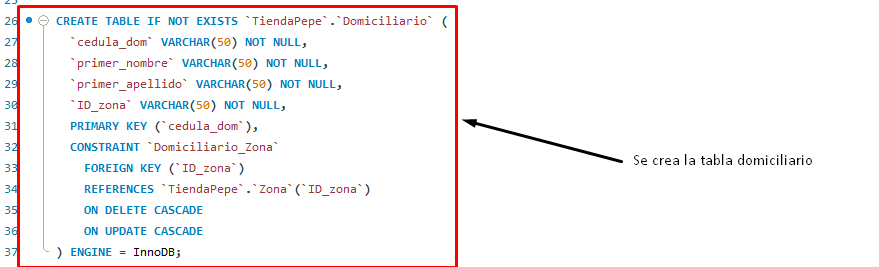 26 CREATE TABLE IF NOT EXISTS `TiendaPepe`.`Domiciliario` (
27 `cedula_dom` VARCHAR(50) NOT NULL,
28 `primer_nombre` VARCHAR(50) NOT NULL,
29 `primer_apellido` VARCHAR(50) NOT NULL,
30 `ID_zona` VARCHAR(50) NOT NULL,
31 PRIMARY KEY (`cedula_dom`),
32 CONSTRAINT `Domiciliario_Zona`
33 FOREIGN KEY (`ID_zona`)
34 REFERENCES `TiendaPepe`.`Zona`(`ID_zona`)
35 ON DELETE CASCADE
36 ON UPDATE CASCADE
37 ) ENGINE = InnoDB;
Se crea la tabla domiciliario